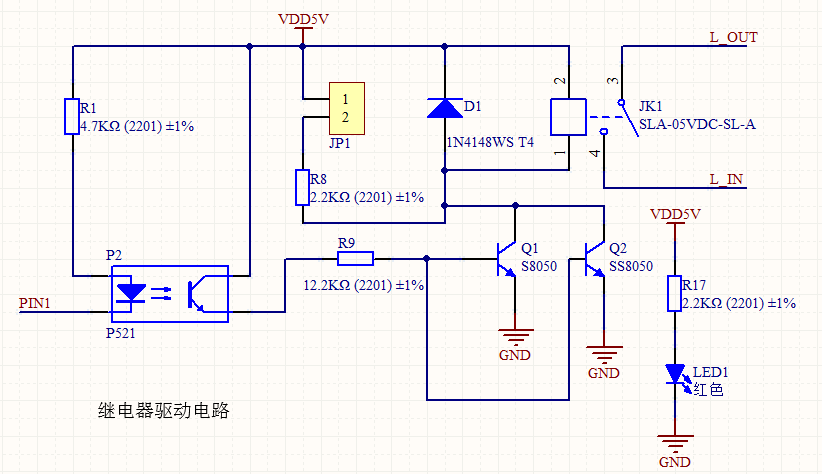 VDD5V
L_OUT
2
3
1
2
JP1
R1
4.7KΩ (2201) ±1%
D1
1N4148WS T4
JK1
SLA-05VDC-SL-A
1
4
L_IN
R8
2.2KΩ (2201) ±1%
VDD5V
P2
R9
12.2KΩ (2201) ±1%
Q1
S8050
Q2
SS8050
R17
2.2KΩ (2201) ±1%
PIN1
P521
GND
GND
LED1
红色
继电器驱动电路
GND